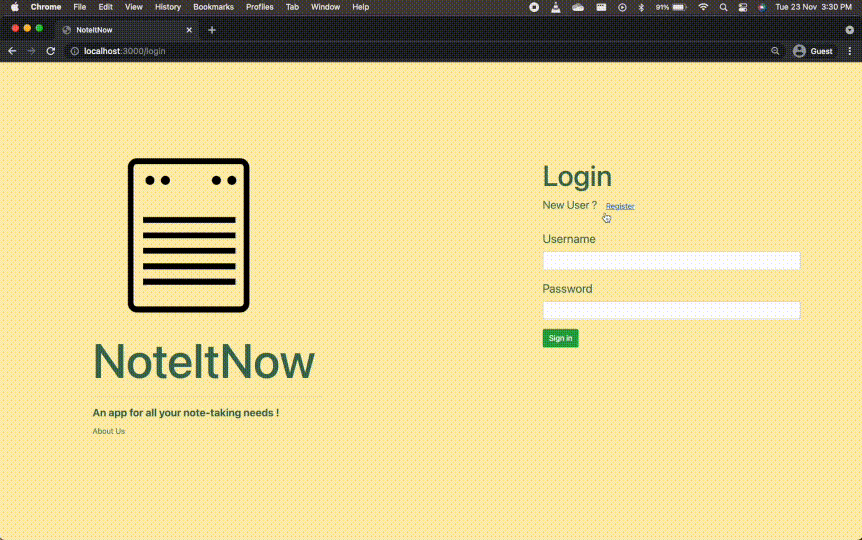 Chrome File Edit View History Bookmarks Profiles Tab Window Help 91% Tue 23 Nov 3:30 PM
NoteItNow
localhost:3000/login Guest
Login
New User ? Register
Username
Password
Sign in
NoteItNow
An app for all your note-taking needs !
About Us